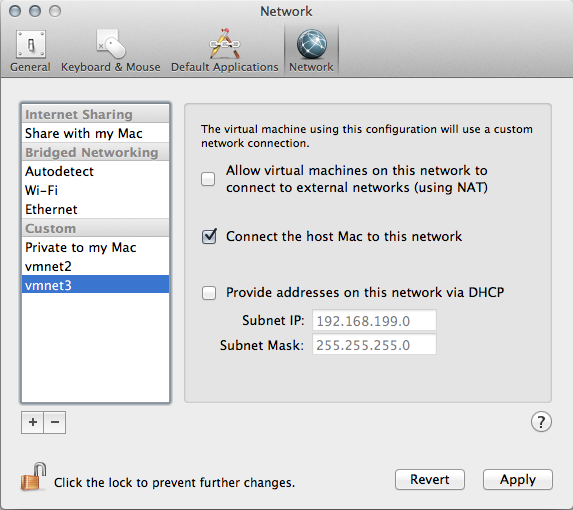 Network
General
Keyboard & Mouse
Default Applications
Network
Internet Sharing
Share with my Mac
Bridged Networking
Autodetect
Wi-Fi
Ethernet
Custom
Private to my Mac
vmnet2
vmnet3
+
−
The virtual machine using this configuration will use a custom
network connection.
Allow virtual machines on this network to
connect to external networks (using NAT)
Connect the host Mac to this network
Provide addresses on this network via DHCP
Subnet IP: 192.168.199.0
Subnet Mask: 255.255.255.0
?
Click the lock to prevent further changes.
Revert
Apply